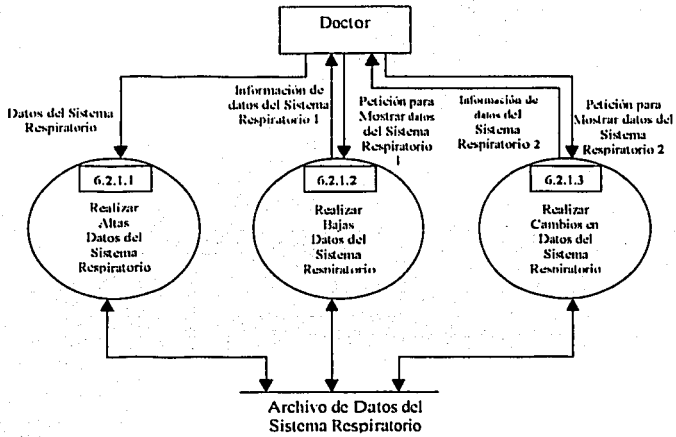 Doctor
Datos del Sistema
Respiratorio
Información de
datos del Sistema
Respiratorio 1
Petición para
Mostrar datos
del Sistema
Respiratorio
1
Información de
datos del
Sistema
Respiratorio 2
Petición para
Mostrar datos del
Sistema
Respiratorio 2
6.2.1.1
Realizar
Altas
Datos del
Sistema
Respiratorio
6.2.1.2
Realizar
Bajas
Datos del
Sistema
Respiratorio
6.2.1.3
Realizar
Cambios en
Datos del
Sistema
Respiratorio
Archivo de Datos del
Sistema Respiratorio